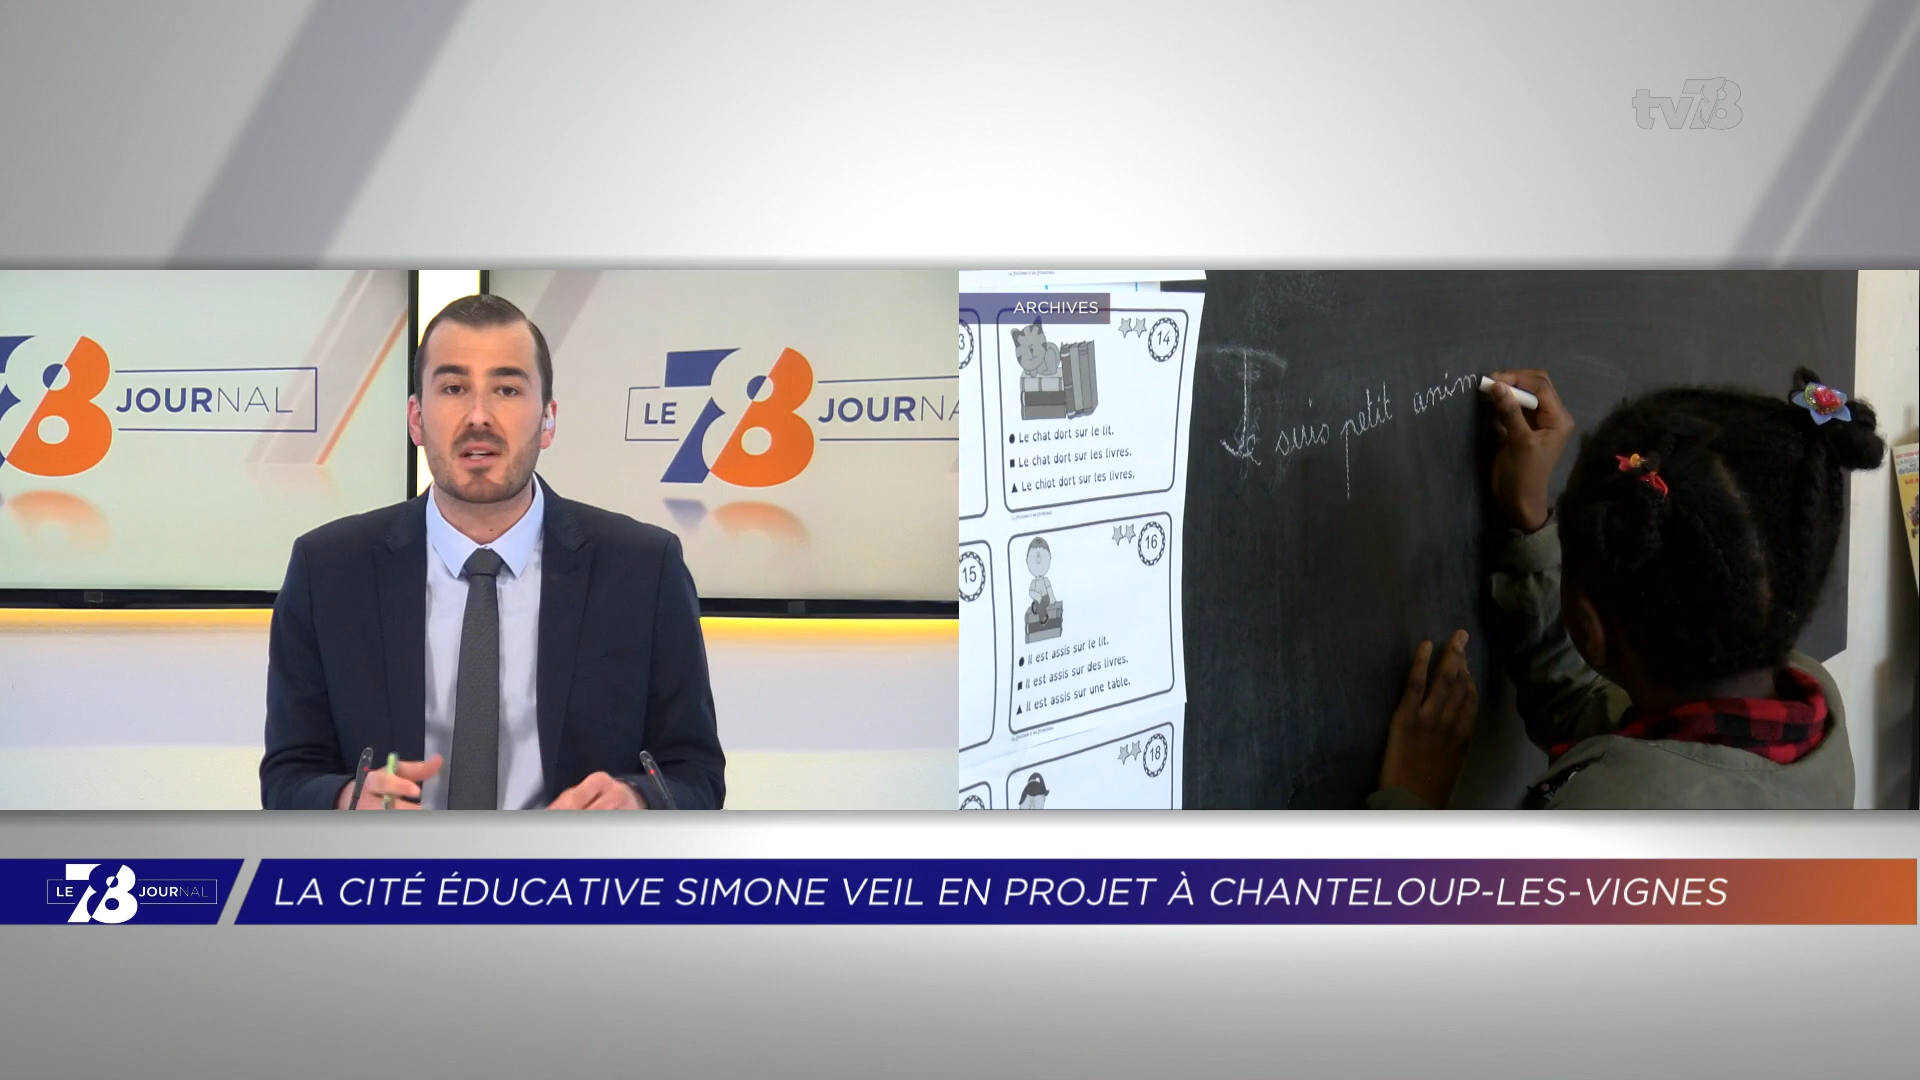 tv78
78 JOURNAL
LE 78 JOURNA
ARCHIVES
3
14
● Le chat dort sur le lit.
■ Le chat dort sur les livres.
▲ Le chiot dort sur les livres.
15
16
● Il est assis sur le lit.
■ Il est assis sur des livres.
▲ Il est assis sur une table.
18
Je suis petit anim
LE 78 JOURNAL
LA CITÉ ÉDUCATIVE SIMONE VEIL EN PROJET À CHANTELOUP-LES-VIGNES